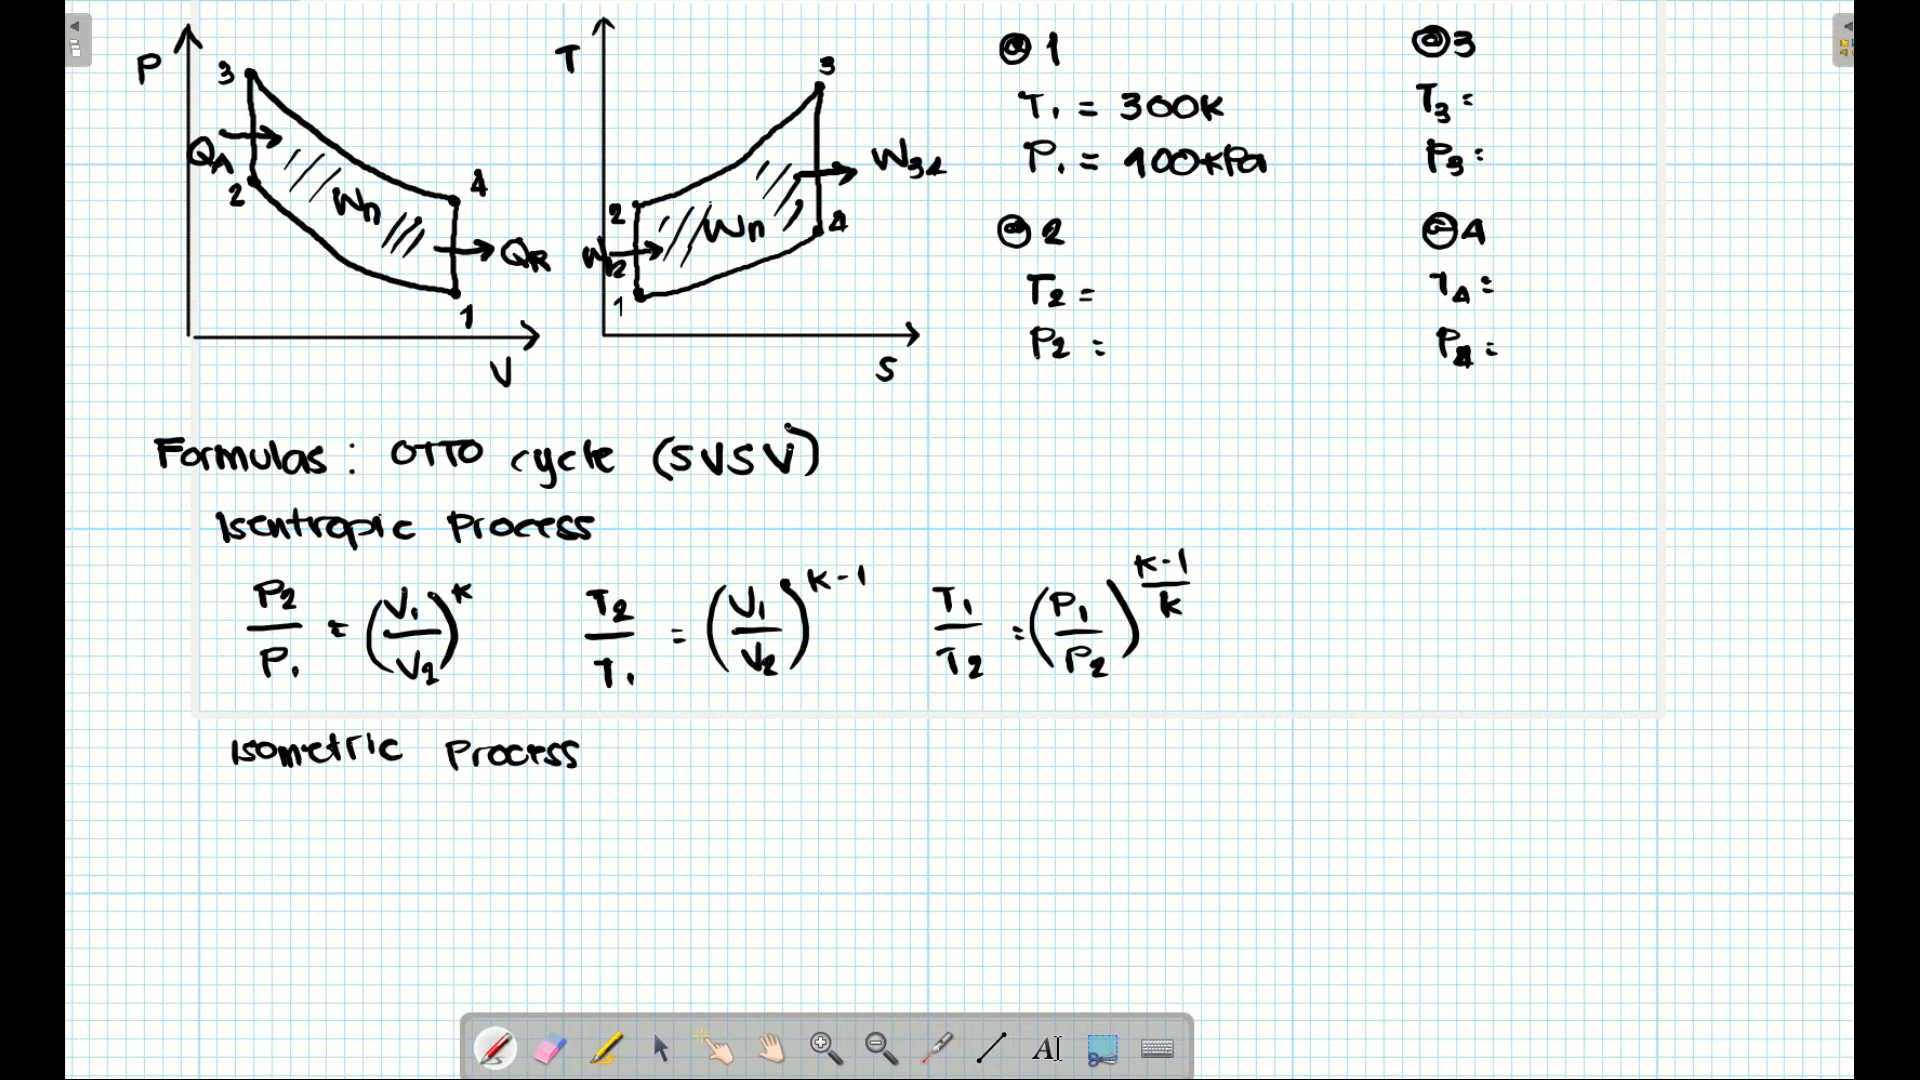 P
3
QA
2
Wn
4
QR
1
V
T
3
W34
2
Wn
4
W12
1
S
@1
T1 = 300K
P1 = 100kPa
@2
T2 =
P2 =
@3
T3 =
P3 =
@4
T4 =
P4 =
Formulas : OTTO cycle (SVSV)
Isentropic Process
P2/P1 = (V1/V2)^k   T2/T1 = (V1/V2)^k-1   T1/T2 = (P1/P2)^k-1/k
Isometric Process
AI